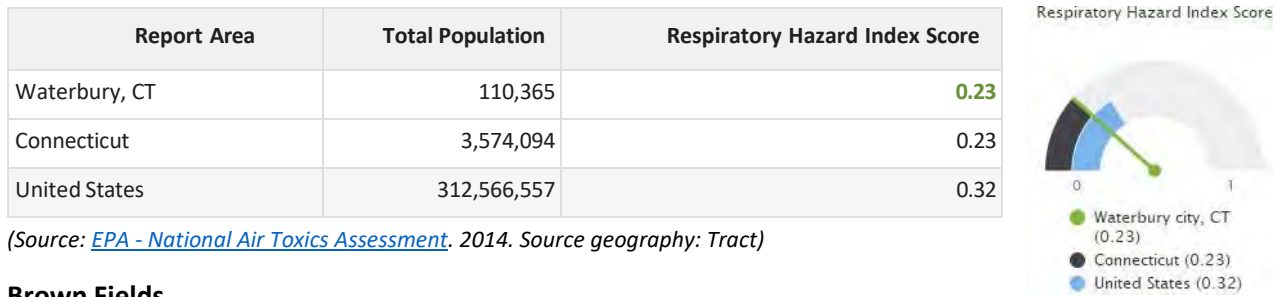 Report Area Total Population Respiratory Hazard Index Score
Waterbury, CT 110,365 0.23
Connecticut 3,574,094 0.23
United States 312,566,557 0.32
(Source: EPA - National Air Toxics Assessment. 2014. Source geography: Tract)
Brown Fields
Respiratory Hazard Index Score
0 1
Waterbury city, CT
(0.23)
Connecticut (0.23)
United States (0.32)